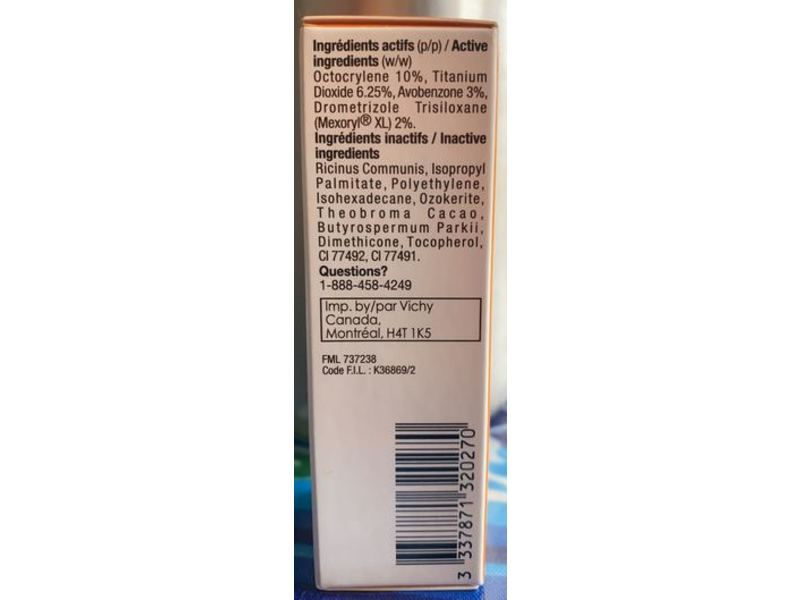 Ingrédients actifs (p/p) / Active
ingredients (w/w)
Octocrylene 10%, Titanium
Dioxide 6.25%, Avobenzone 3%,
Drometrizole Trisiloxane
(Mexoryl® XL) 2%.
Ingrédients inactifs / Inactive
ingredients
Ricinus Communis, Isopropyl
Palmitate, Polyethylene,
Isohexadecane, Ozokerite,
Theobroma Cacao,
Butyrospermum Parkii,
Dimethicone, Tocopherol,
CI 77492, CI 77491.
Questions?
1-888-458-4249
Imp. by/par Vichy
Canada,
Montréal, H4T 1K5
FML 737238
Code F.I.L. : K36869/2
3 337871 320270